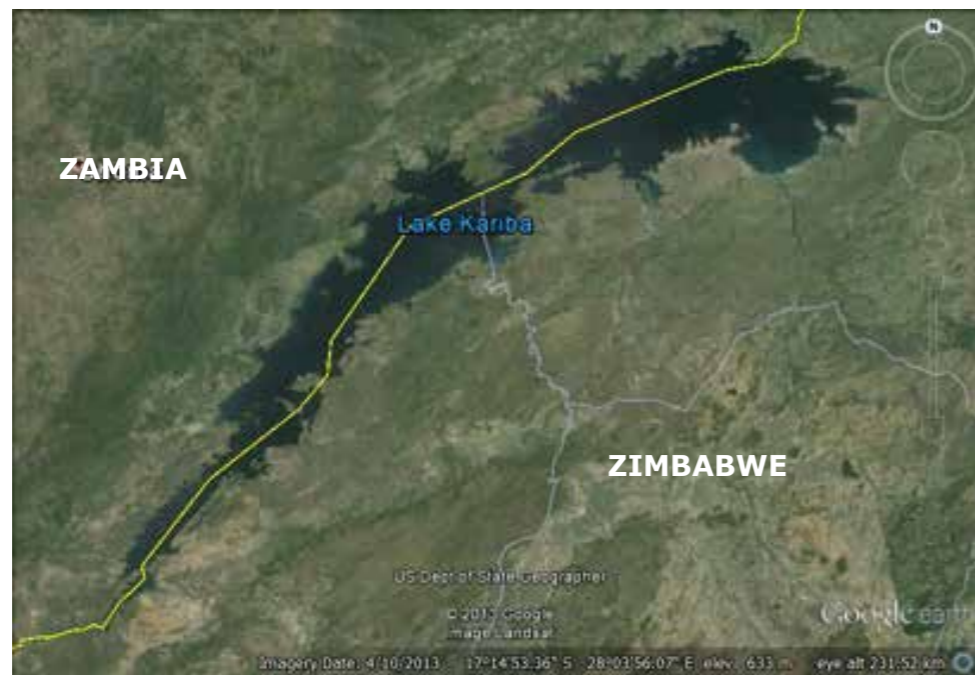 N
ZAMBIA
Lake Kariba
ZIMBABWE
US Dept of State Geographer
© 2013 Google
Image Landsat
Google earth
Imagery Date: 4/10/2013 17°14'53.36" S 28°03'56.07" E elev 633 m eye alt 231.52 km